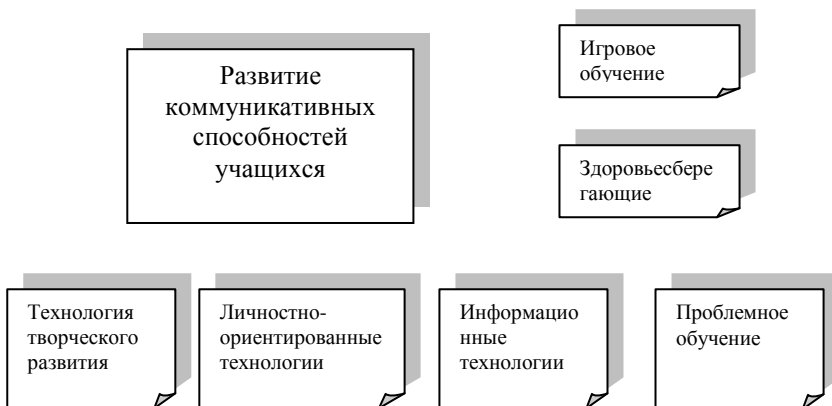 Развитие
коммуникативных
способностей
учащихся
Игровое
обучение
Здоровьесбере
гающие
Технология
творческого
развития
Личностно-
ориентированные
технологии
Информацио
нные
технологии
Проблемное
обучение